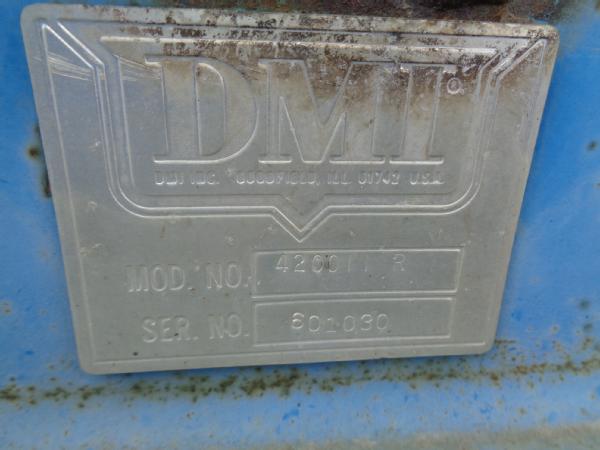 DMI®
DMI INC. GOODFIELD, ILL 61742 U.S.A.
MOD. NO. R
SER. NO. 601030